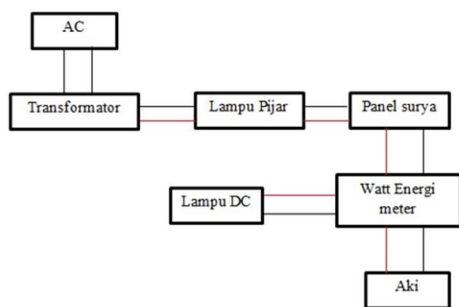 AC
Transformator
Lampu Pijar
Panel surya
Lampu DC
Watt Energi
meter
Aki